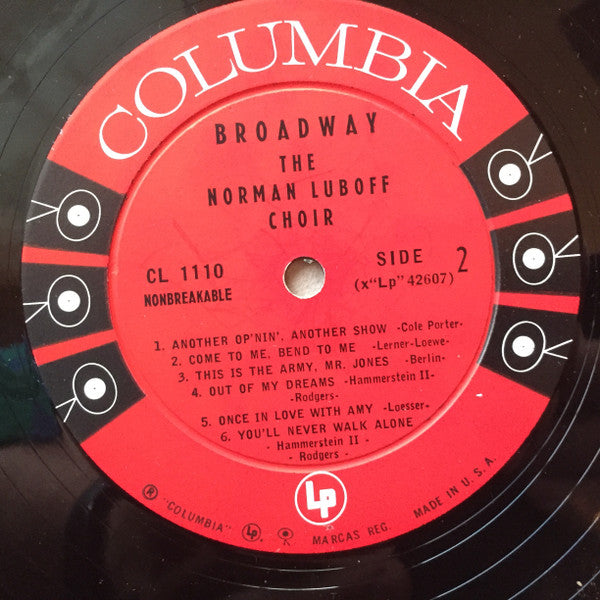 COLUMBIA
BROADWAY
THE
NORMAN LUBOFF
CHOIR
CL 1110
NONBREAKABLE
SIDE 2
(x"Lp"42607)
1. ANOTHER OP'NIN', ANOTHER SHOW -Cole Porter-
2. COME TO ME, BEND TO ME -Lerner-Loewe-
3. THIS IS THE ARMY, MR. JONES -Berlin-
4. OUT OF MY DREAMS -Hammerstein II-
-Rodgers-
5. ONCE IN LOVE WITH AMY -Loesser-
6. YOU'LL NEVER WALK ALONE
- Hammerstein II -
- Rodgers -
Lp
® "COLUMBIA" Lp MARCAS REG. MADE IN U.S.A.